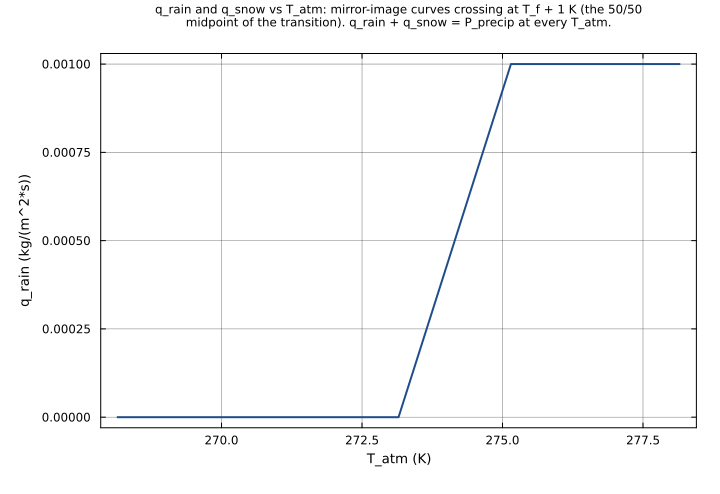 q_rain and q_snow vs T_atm: mirror-image curves crossing at T_f + 1 K (the 50/50
midpoint of the transition). q_rain + q_snow = P_precip at every T_atm.
0.00100
0.00075
0.00050
0.00025
0.00000
q_rain (kg/(m^2*s))
270.0
272.5
275.0
277.5
T_atm (K)